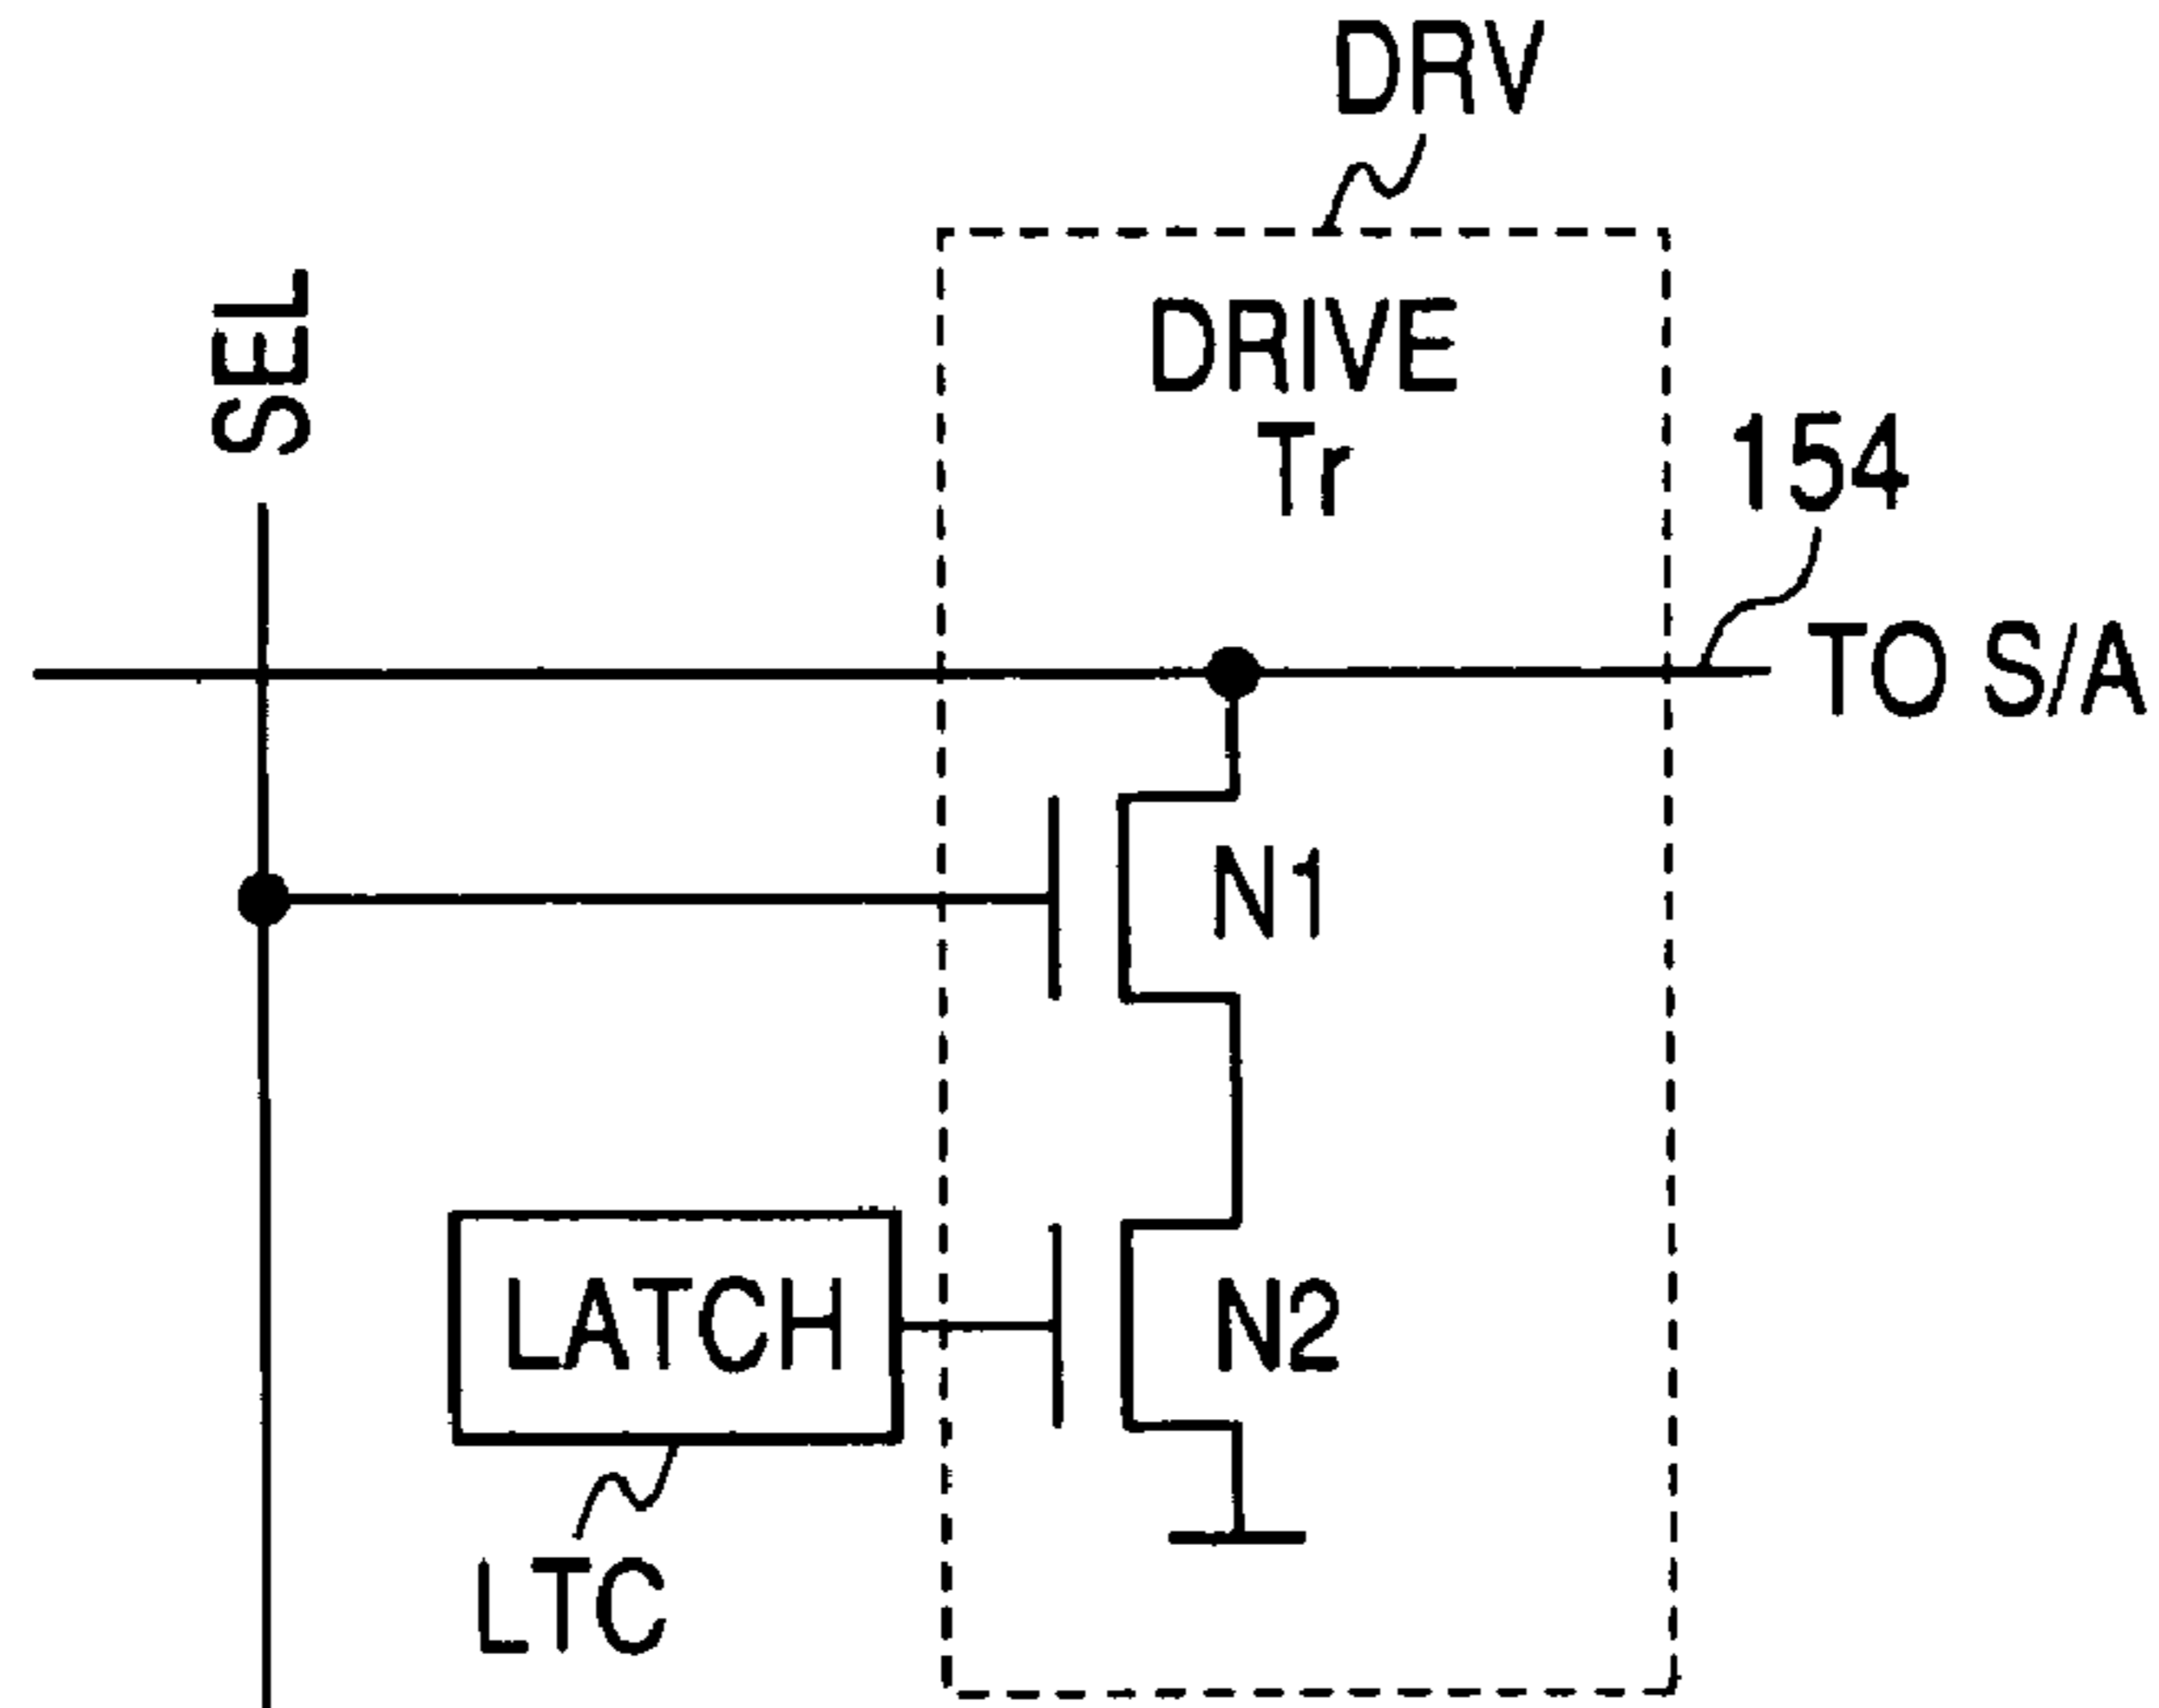 DRV
SEL
DRIVE
Tr
154
TO S/A
N1
LATCH
N2
LTC